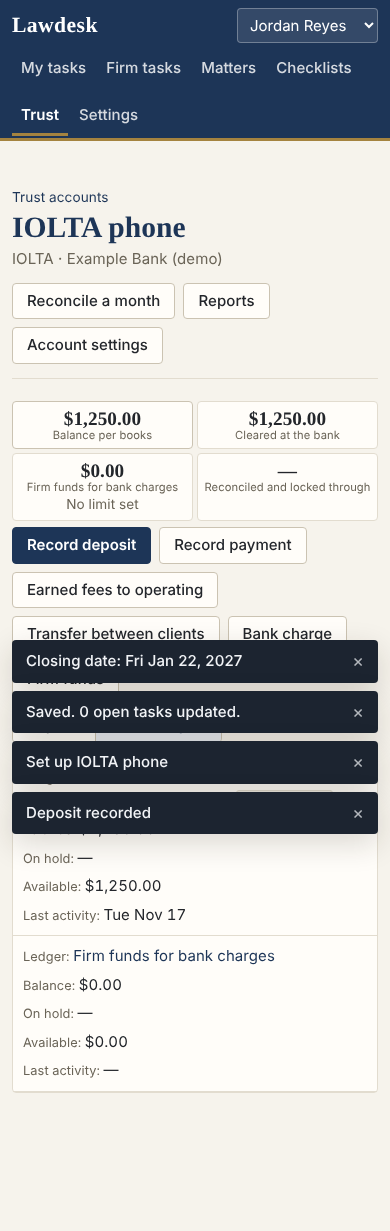 Lawdesk
Jordan Reyes
My tasks Firm tasks Matters Checklists
Trust Settings
Trust accounts
IOLTA phone
IOLTA · Example Bank (demo)
Reconcile a month Reports
Account settings
$1,250.00 $1,250.00
Balance per books Cleared at the bank
$0.00 —
Firm funds for bank charges Reconciled and locked through
No limit set
Record deposit Record payment
Earned fees to operating
Transfer between clients Bank charge
Closing date: Fri Jan 22, 2027 ×
Saved. 0 open tasks updated. ×
Set up IOLTA phone ×
Deposit recorded ×
On hold: —
Available: $1,250.00
Last activity: Tue Nov 17
Ledger: Firm funds for bank charges
Balance: $0.00
On hold: —
Available: $0.00
Last activity: —